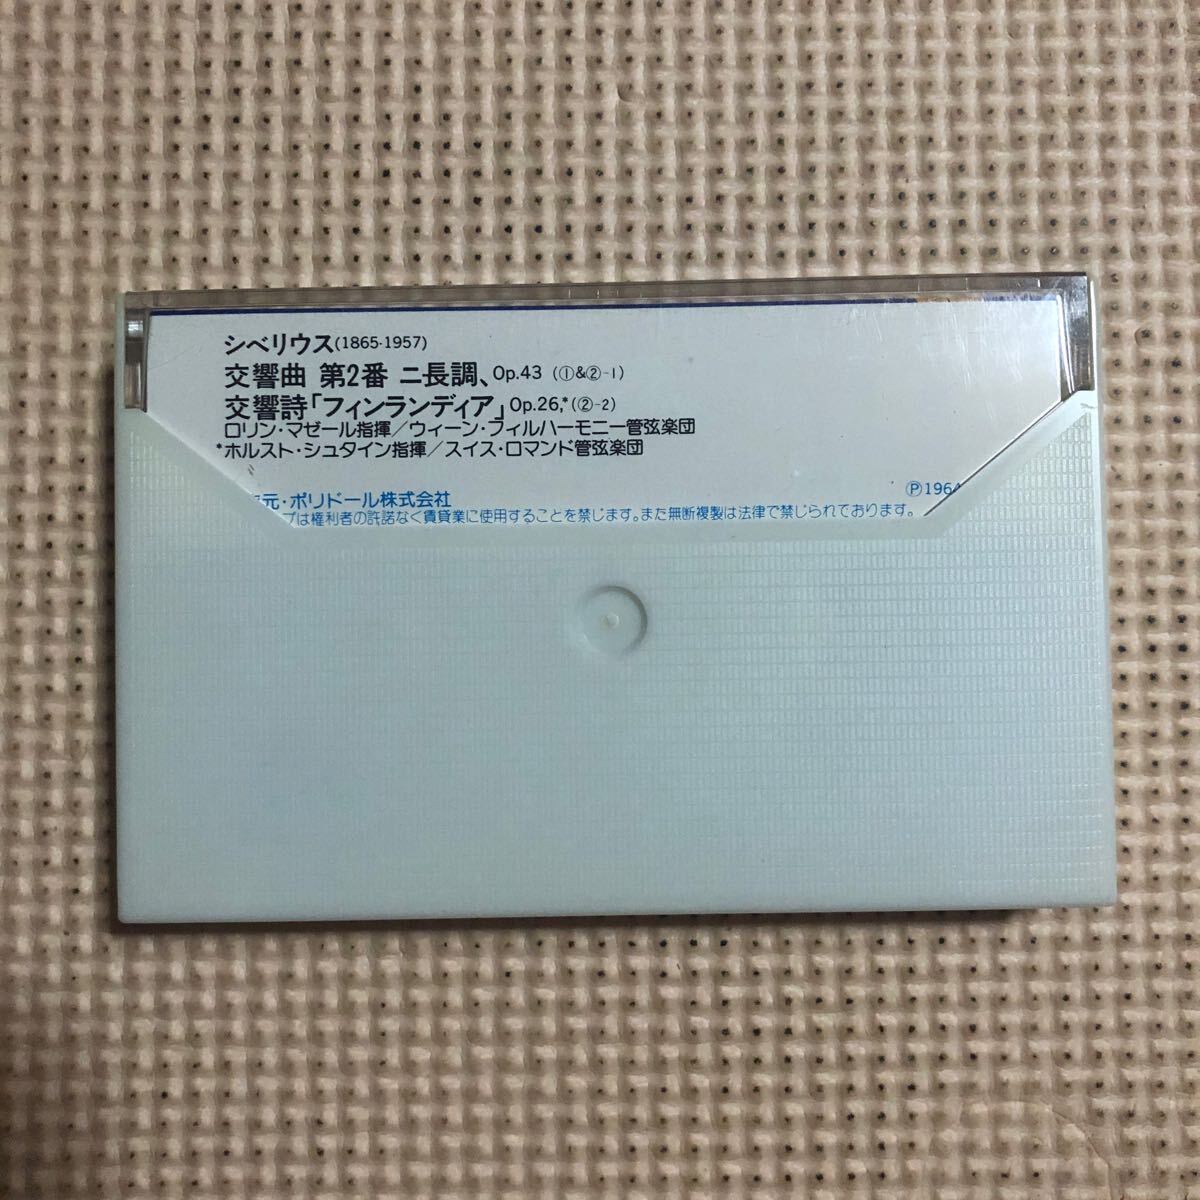 シベリウス(1865-1957)
交響曲 第2番 ニ長調、Op.43 (①&②-1)
交響詩「フィンランディア」Op.26,*(②-2)
ロリン・マゼール指揮／ウィーン・フィルハーモニー管弦楽団
*ホルスト・シュタイン指揮／スイス・ロマンド管弦楽団
元・ポリドール株式会社
Ⓟ1964
プは権利者の許諾なく賃貸業に使用することを禁じます。また無断複製は法律で禁じられております。